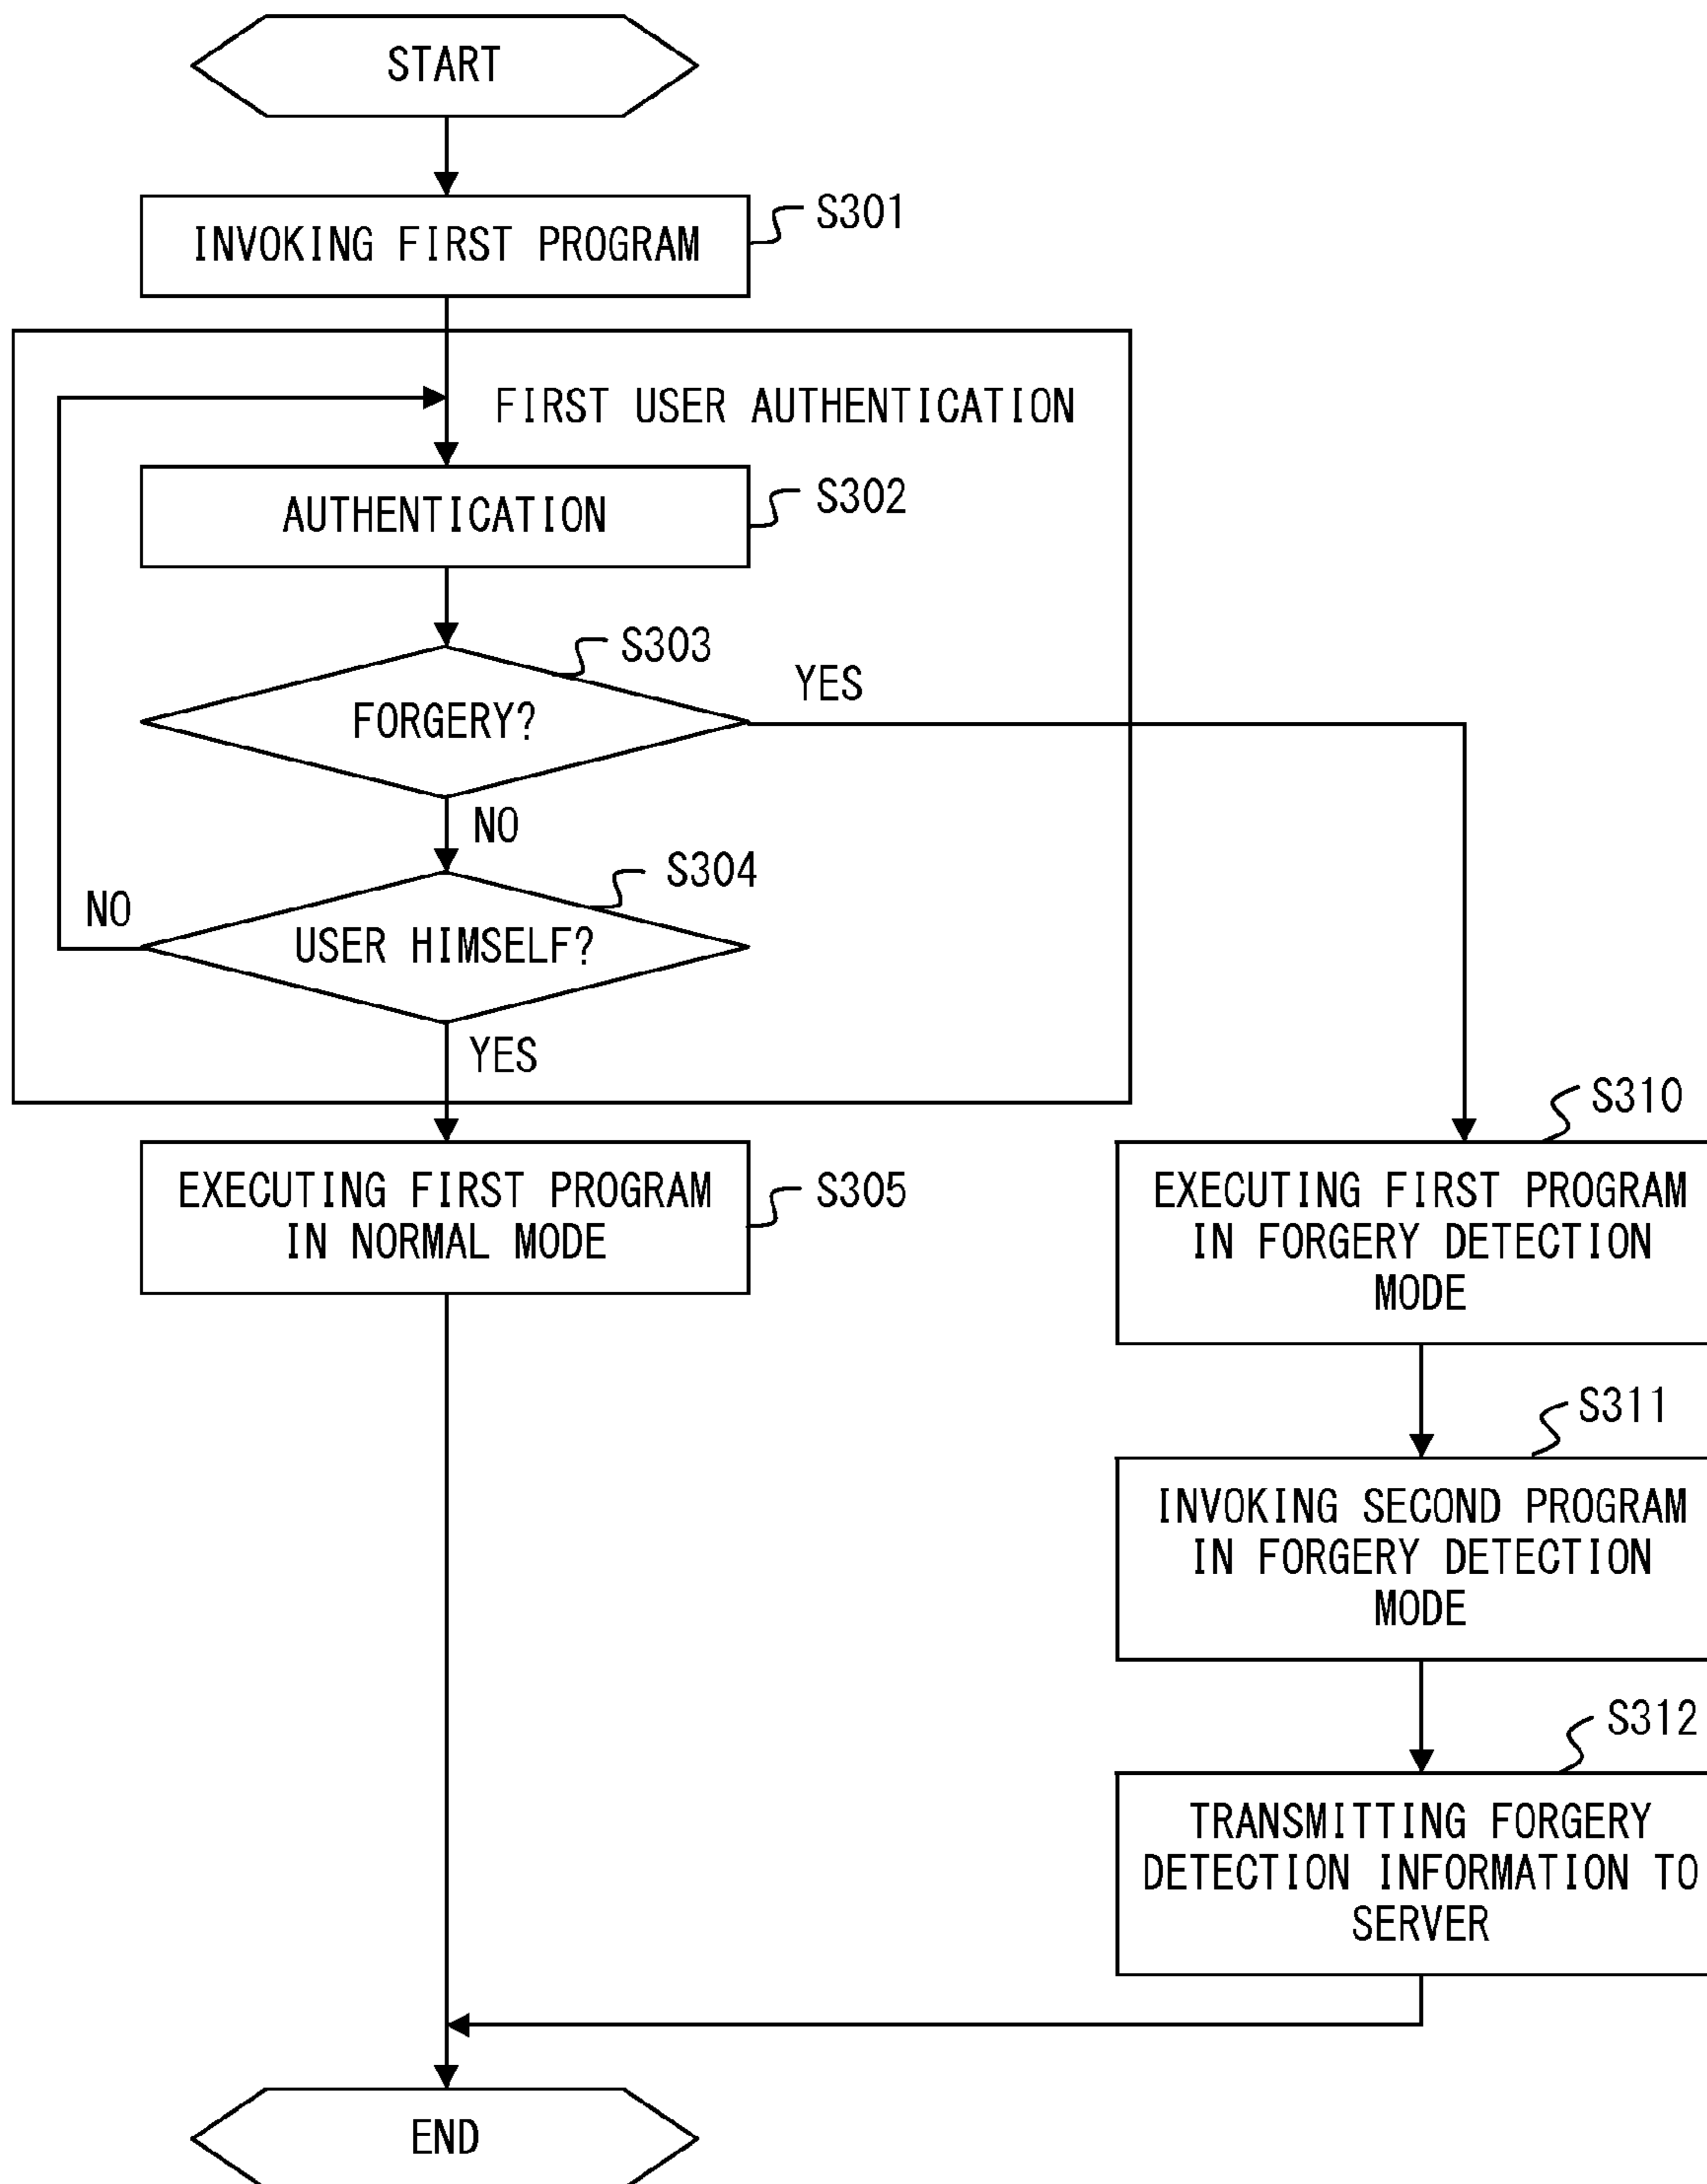 START
INVOKING FIRST PROGRAM
S301
FIRST USER AUTHENTICATION
AUTHENTICATION
S302
S303
FORGERY?
YES
NO
S304
NO
USER HIMSELF?
YES
EXECUTING FIRST PROGRAM
IN NORMAL MODE
S305
S310
EXECUTING FIRST PROGRAM
IN FORGERY DETECTION
MODE
S311
INVOKING SECOND PROGRAM
IN FORGERY DETECTION
MODE
S312
TRANSMITTING FORGERY
DETECTION INFORMATION TO
SERVER
END